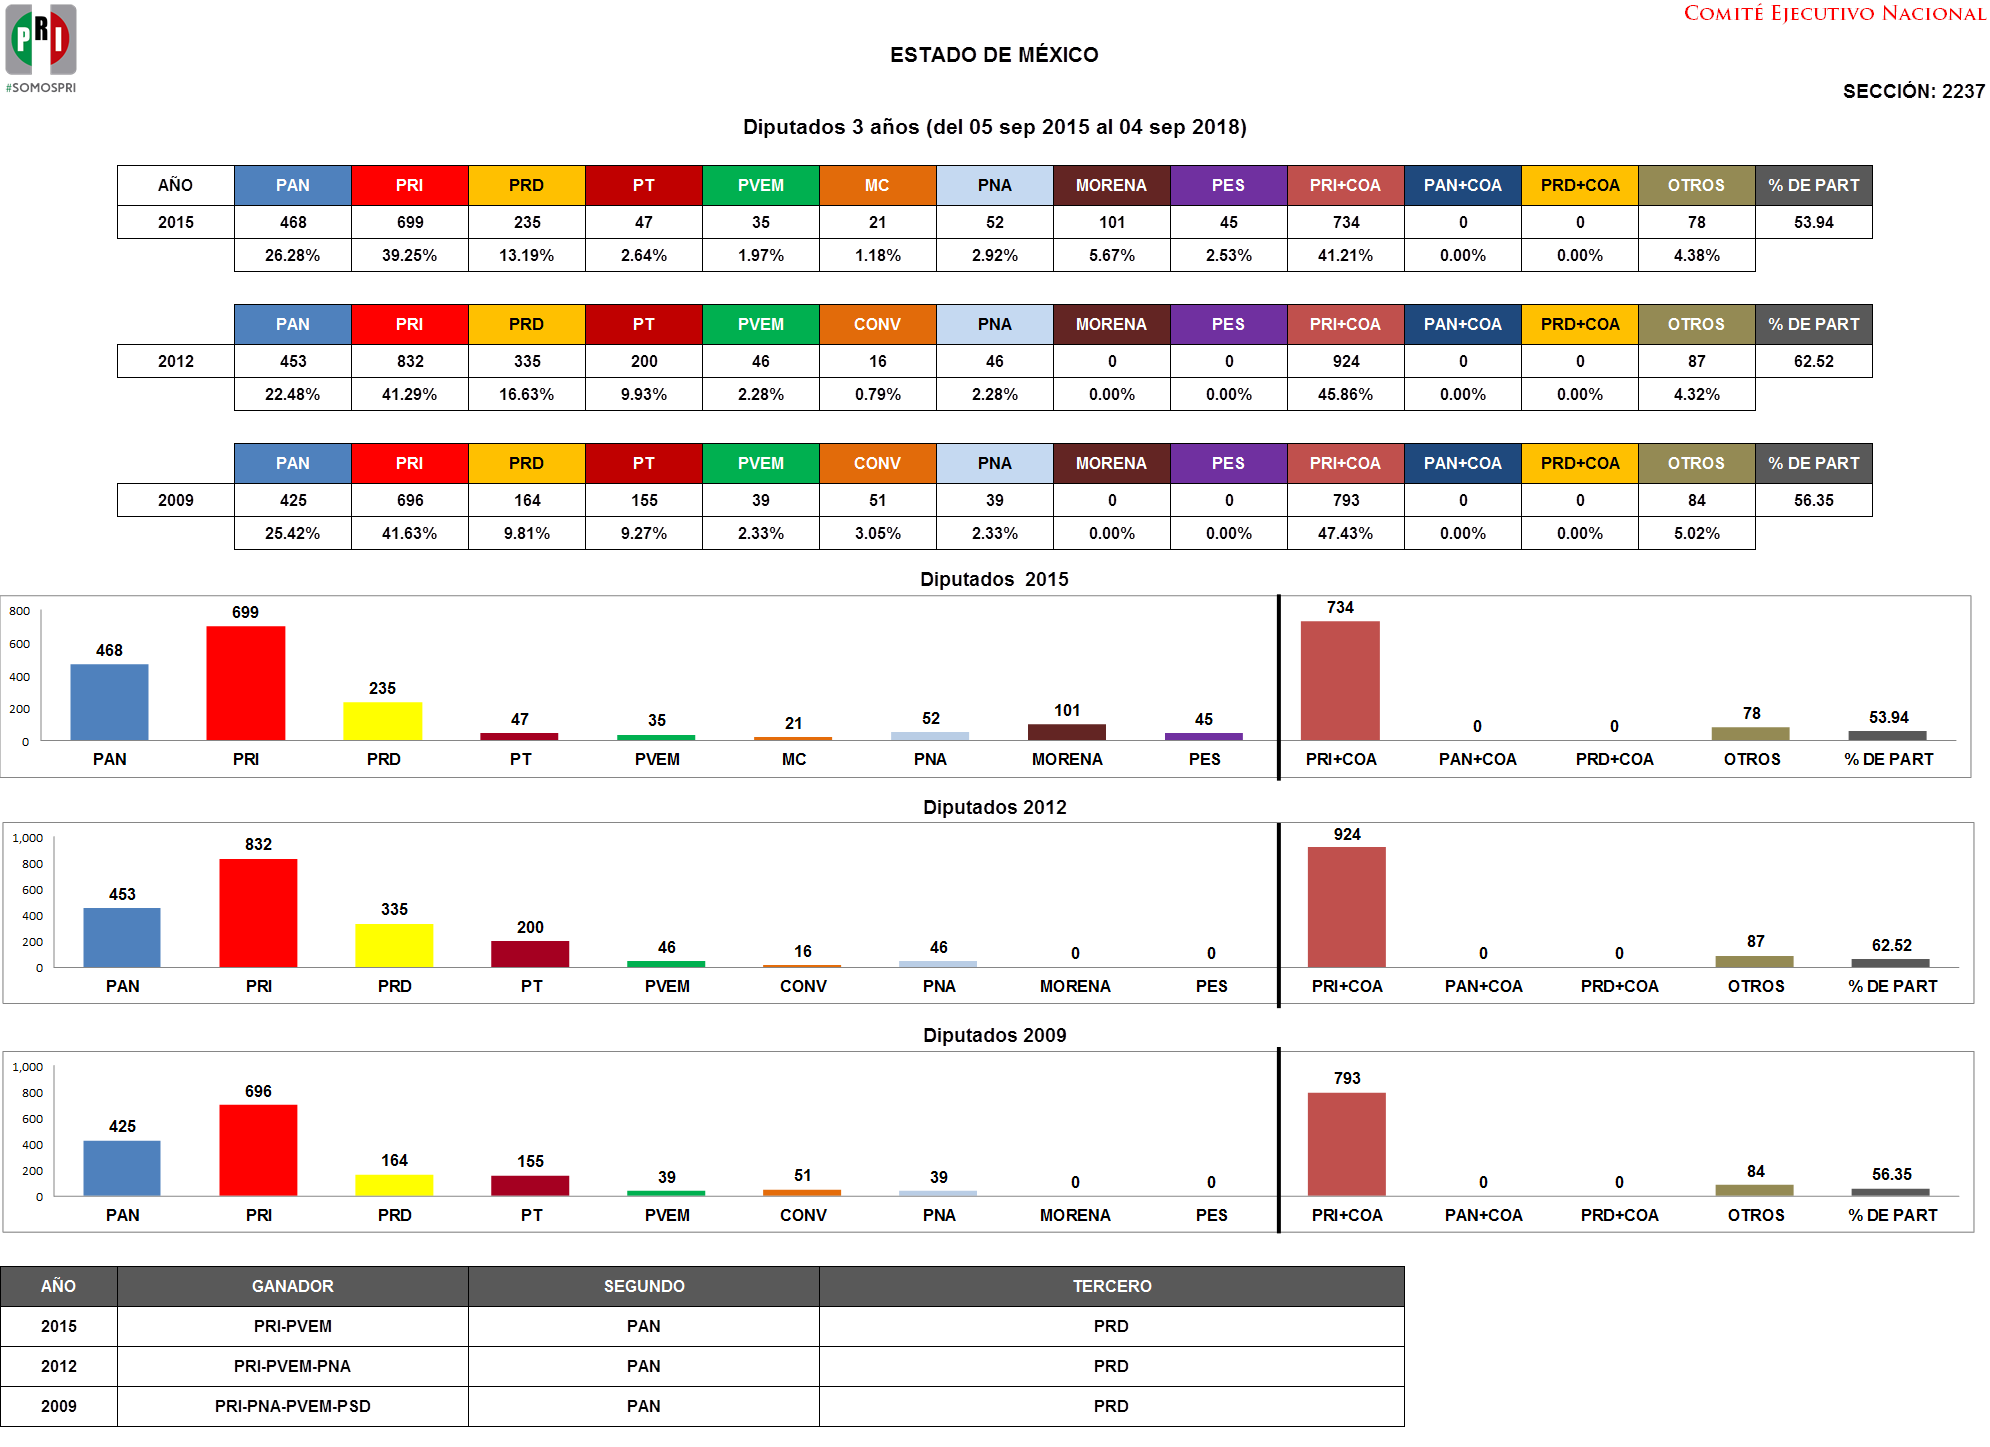 PRI
#SOMOSPRI
COMITÉ EJECUTIVO NACIONAL
ESTADO DE MÉXICO
SECCIÓN: 2237
Diputados 3 años (del 05 sep 2015 al 04 sep 2018)
AÑO PAN PRI PRD PT PVEM MC PNA MORENA PES PRI+COA PAN+COA PRD+COA OTROS % DE PART
2015 468 699 235 47 35 21 52 101 45 734 0 0 78 53.94
26.28% 39.25% 13.19% 2.64% 1.97% 1.18% 2.92% 5.67% 2.53% 41.21% 0.00% 0.00% 4.38%
PAN PRI PRD PT PVEM CONV PNA MORENA PES PRI+COA PAN+COA PRD+COA OTROS % DE PART
2012 453 832 335 200 46 16 46 0 0 924 0 0 87 62.52
22.48% 41.29% 16.63% 9.93% 2.28% 0.79% 2.28% 0.00% 0.00% 45.86% 0.00% 0.00% 4.32%
PAN PRI PRD PT PVEM CONV PNA MORENA PES PRI+COA PAN+COA PRD+COA OTROS % DE PART
2009 425 696 164 155 39 51 39 0 0 793 0 0 84 56.35
25.42% 41.63% 9.81% 9.27% 2.33% 3.05% 2.33% 0.00% 0.00% 47.43% 0.00% 0.00% 5.02%
Diputados 2015
800
600
400
200
0
468 699 235 47 35 21 52 101 45 734 0 0 78 53.94
PAN PRI PRD PT PVEM MC PNA MORENA PES PRI+COA PAN+COA PRD+COA OTROS % DE PART
Diputados 2012
1,000
800
600
400
200
0
453 832 335 200 46 16 46 0 0 924 0 0 87 62.52
PAN PRI PRD PT PVEM CONV PNA MORENA PES PRI+COA PAN+COA PRD+COA OTROS % DE PART
Diputados 2009
1,000
800
600
400
200
0
425 696 164 155 39 51 39 0 0 793 0 0 84 56.35
PAN PRI PRD PT PVEM CONV PNA MORENA PES PRI+COA PAN+COA PRD+COA OTROS % DE PART
AÑO GANADOR SEGUNDO TERCERO
2015 PRI-PVEM PAN PRD
2012 PRI-PVEM-PNA PAN PRD
2009 PRI-PNA-PVEM-PSD PAN PRD